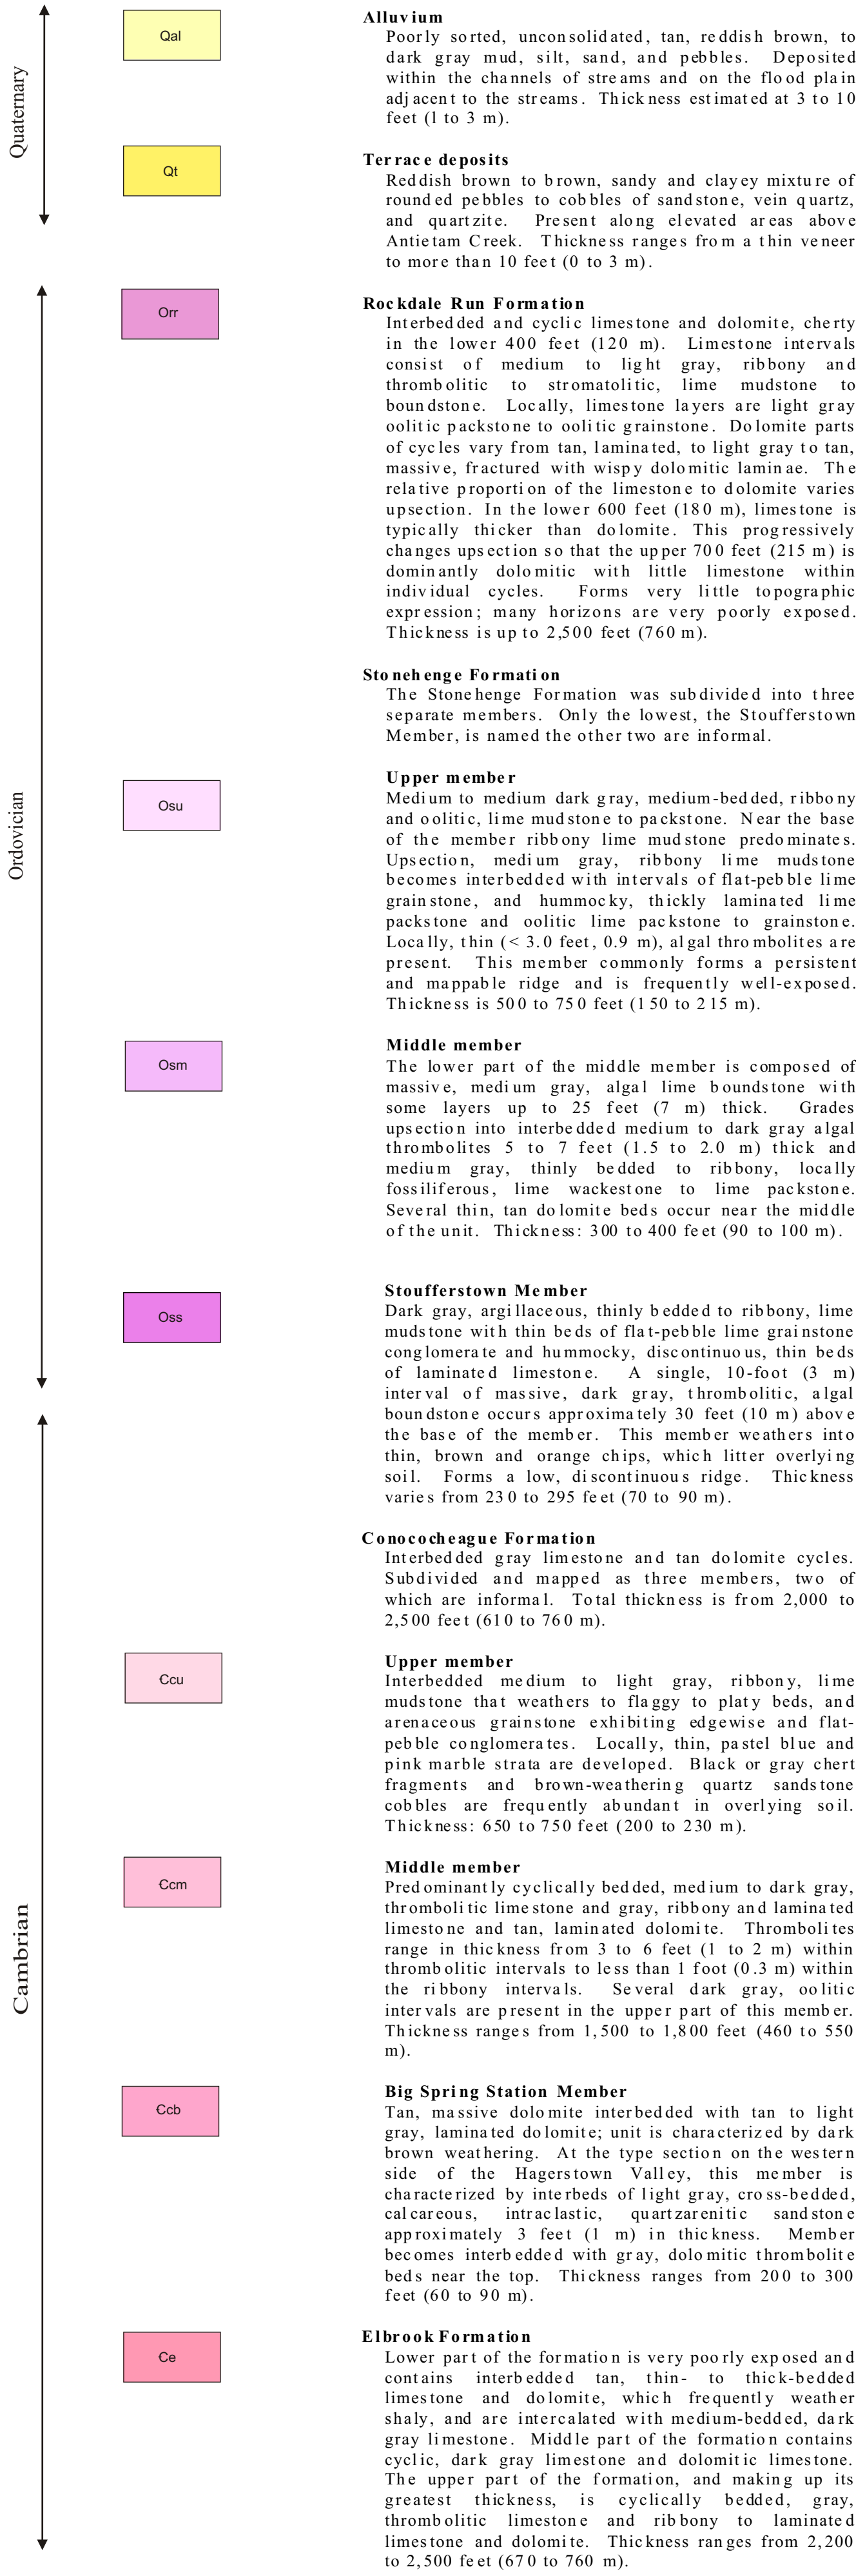 Quaternary
Qal
Alluvium
Poorly sorted, unconsolidated, tan, reddish brown, to
dark gray mud, silt, sand, and pebbles. Deposited
within the channels of streams and on the flood plain
adjacent to the streams. Thickness estimated at 3 to 10
feet (l to 3 m).
Qt
Terrace deposits
Reddish brown to brown, sandy and clayey mixture of
rounded pebbles to cobbles of sandstone, vein quartz,
and quartzite. Present along elevated areas above
Antietam Creek. Thickness ranges from a thin veneer
to more than 10 feet (0 to 3 m).
Ordovician
Orr
Rockdale Run Formation
Interbedded and cyclic limestone and dolomite, cherty
in the lower 400 feet (120 m). Limestone intervals
consist of medium to light gray, ribbony and
thrombolitic to stromatolitic, lime mudstone to
boundstone. Locally, limestone layers are light gray
oolitic packstone to oolitic grainstone. Dolomite parts
of cycles vary from tan, laminated, to light gray to tan,
massive, fractured with wispy dolomitic laminae. The
relative proportion of the limestone to dolomite varies
upsection. In the lower 600 feet (180 m), limestone is
typically thicker than dolomite. This progressively
changes upsection so that the upper 700 feet (215 m) is
dominantly dolomitic with little limestone within
individual cycles. Forms very little topographic
expression; many horizons are very poorly exposed.
Thickness is up to 2,500 feet (760 m).
Stonehenge Formation
The Stonehenge Formation was subdivided into three
separate members. Only the lowest, the Stoufferstown
Member, is named the other two are informal.
Osu
Upper member
Medium to medium dark gray, medium-bedded, ribbony
and oolitic, lime mudstone to packstone. Near the base
of the member ribbony lime mudstone predominates.
Upsection, medium gray, ribbony lime mudstone
becomes interbedded with intervals of flat-pebble lime
grainstone, and hummocky, thickly laminated lime
packstone and oolitic lime packstone to grainstone.
Locally, thin (< 3.0 feet, 0.9 m), algal thrombolites are
present. This member commonly forms a persistent
and mappable ridge and is frequently well-exposed.
Thickness is 500 to 750 feet (150 to 215 m).
Osm
Middle member
The lower part of the middle member is composed of
massive, medium gray, algal lime boundstone with
some layers up to 25 feet (7 m) thick. Grades
upsection into interbedded medium to dark gray algal
thrombolites 5 to 7 feet (1.5 to 2.0 m) thick and
medium gray, thinly bedded to ribbony, locally
fossiliferous, lime wackestone to lime packstone.
Several thin, tan dolomite beds occur near the middle
of the unit. Thickness: 300 to 400 feet (90 to 100 m).
Oss
Stoufferstown Member
Dark gray, argillaceous, thinly bedded to ribbony, lime
mudstone with thin beds of flat-pebble lime grainstone
conglomerate and hummocky, discontinuous, thin beds
of laminated limestone. A single, 10-foot (3 m)
interval of massive, dark gray, thrombolitic, algal
boundstone occurs approximately 30 feet (10 m) above
the base of the member. This member weathers into
thin, brown and orange chips, which litter overlying
soil. Forms a low, discontinuous ridge. Thickness
varies from 230 to 295 feet (70 to 90 m).
Cambrian
Conococheague Formation
Interbedded gray limestone and tan dolomite cycles.
Subdivided and mapped as three members, two of
which are informal. Total thickness is from 2,000 to
2,500 feet (610 to 760 m).
Ꞓcu
Upper member
Interbedded medium to light gray, ribbony, lime
mudstone that weathers to flaggy to platy beds, and
arenaceous grainstone exhibiting edgewise and flat-
pebble conglomerates. Locally, thin, pastel blue and
pink marble strata are developed. Black or gray chert
fragments and brown-weathering quartz sandstone
cobbles are frequently abundant in overlying soil.
Thickness: 650 to 750 feet (200 to 230 m).
Ꞓcm
Middle member
Predominantly cyclically bedded, medium to dark gray,
thrombolitic limestone and gray, ribbony and laminated
limestone and tan, laminated dolomite. Thrombolites
range in thickness from 3 to 6 feet (1 to 2 m) within
thrombolitic intervals to less than 1 foot (0.3 m) within
the ribbony intervals. Several dark gray, oolitic
intervals are present in the upper part of this member.
Thickness ranges from 1,500 to 1,800 feet (460 to 550
m).
Ꞓcb
Big Spring Station Member
Tan, massive dolomite interbedded with tan to light
gray, laminated dolomite; unit is characterized by dark
brown weathering. At the type section on the western
side of the Hagerstown Valley, this member is
characterized by interbeds of light gray, cross-bedded,
calcareous, intraclastic, quartzarenitic sandstone
approximately 3 feet (1 m) in thickness. Member
becomes interbedded with gray, dolomitic thrombolite
beds near the top. Thickness ranges from 200 to 300
feet (60 to 90 m).
Ꞓe
Elbrook Formation
Lower part of the formation is very poorly exposed and
contains interbedded tan, thin- to thick-bedded
limestone and dolomite, which frequently weather
shaly, and are intercalated with medium-bedded, dark
gray limestone. Middle part of the formation contains
cyclic, dark gray limestone and dolomitic limestone.
The upper part of the formation, and making up its
greatest thickness, is cyclically bedded, gray,
thrombolitic limestone and ribbony to laminated
limestone and dolomite. Thickness ranges from 2,200
to 2,500 feet (670 to 760 m).